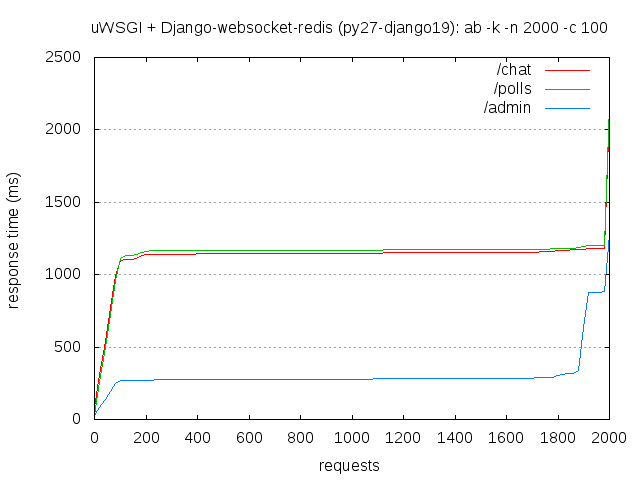 uWSGI + Django-websocket-redis (py27-django19): ab -k -n 2000 -c 100
2500
/chat
/polls
/admin
2000
1500
1000
500
0
response time (ms)
0 200 400 600 800 1000 1200 1400 1600 1800 2000
requests